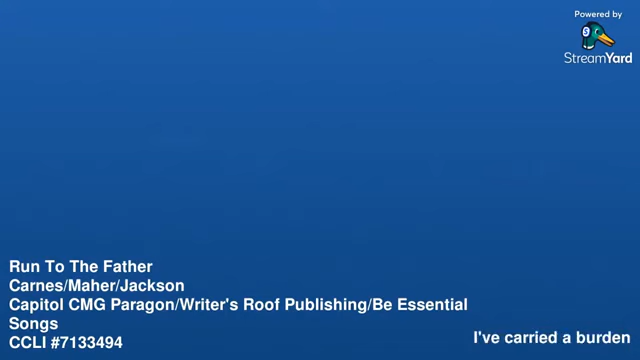 Powered by
StreamYard
Run To The Father
Carnes/Maher/Jackson
Capitol CMG Paragon/Writer's Roof Publishing/Be Essential
Songs
CCLI #7133494
I've carried a burden